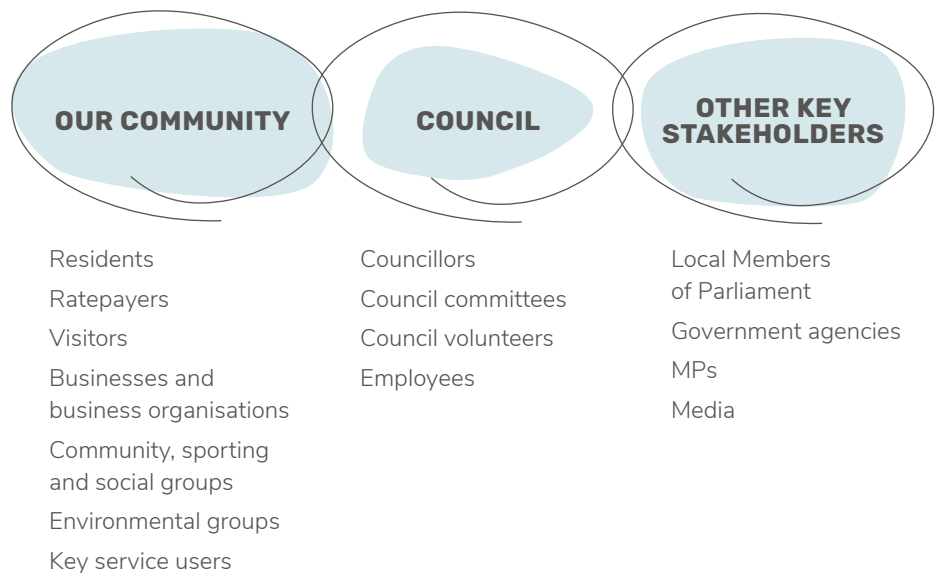 OUR COMMUNITY
Residents
Ratepayers
Visitors
Businesses and
business organisations
Community, sporting
and social groups
Environmental groups
Key service users
COUNCIL
Councillors
Council committees
Council volunteers
Employees
OTHER KEY
STAKEHOLDERS
Local Members
of Parliament
Government agencies
MPs
Media